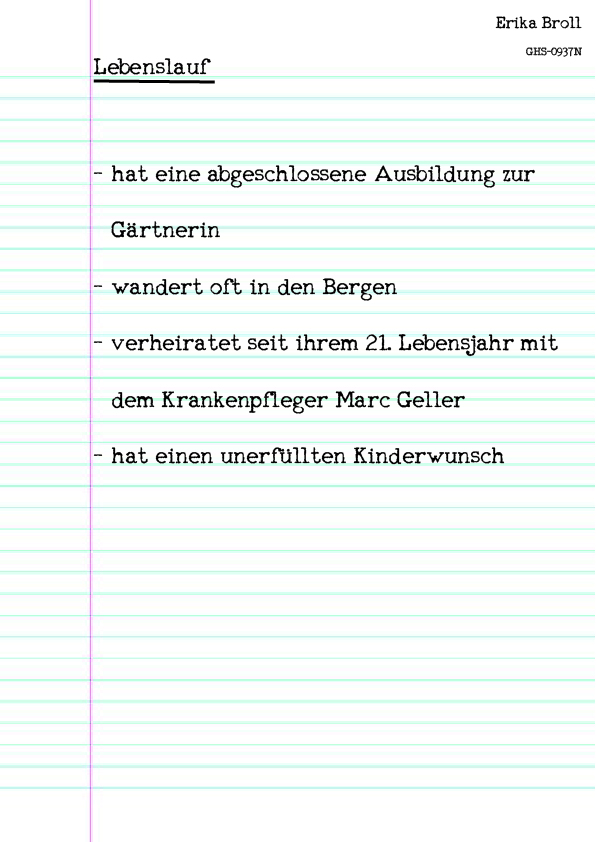 Erika Broll
GHS-0937N
Lebenslauf
- hat eine abgeschlossene Ausbildung zur
Gärtnerin
- wandert oft in den Bergen
- verheiratet seit ihrem 21. Lebensjahr mit
dem Krankenpfleger Marc Geller
- hat einen unerfüllten Kinderwunsch